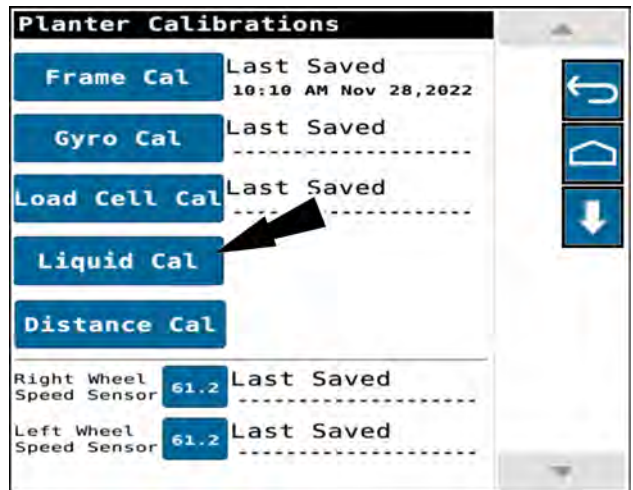 Planter Calibrations
Frame Cal
Last Saved
10:10 AM Nov 28,2022
Gyro Cal
Last Saved
--------------------
Load Cell Cal
Last Saved
--------------------
Liquid Cal
Distance Cal
Right Wheel
Speed Sensor
61.2
Last Saved
--------------------
Left Wheel
Speed Sensor
61.2
Last Saved
--------------------